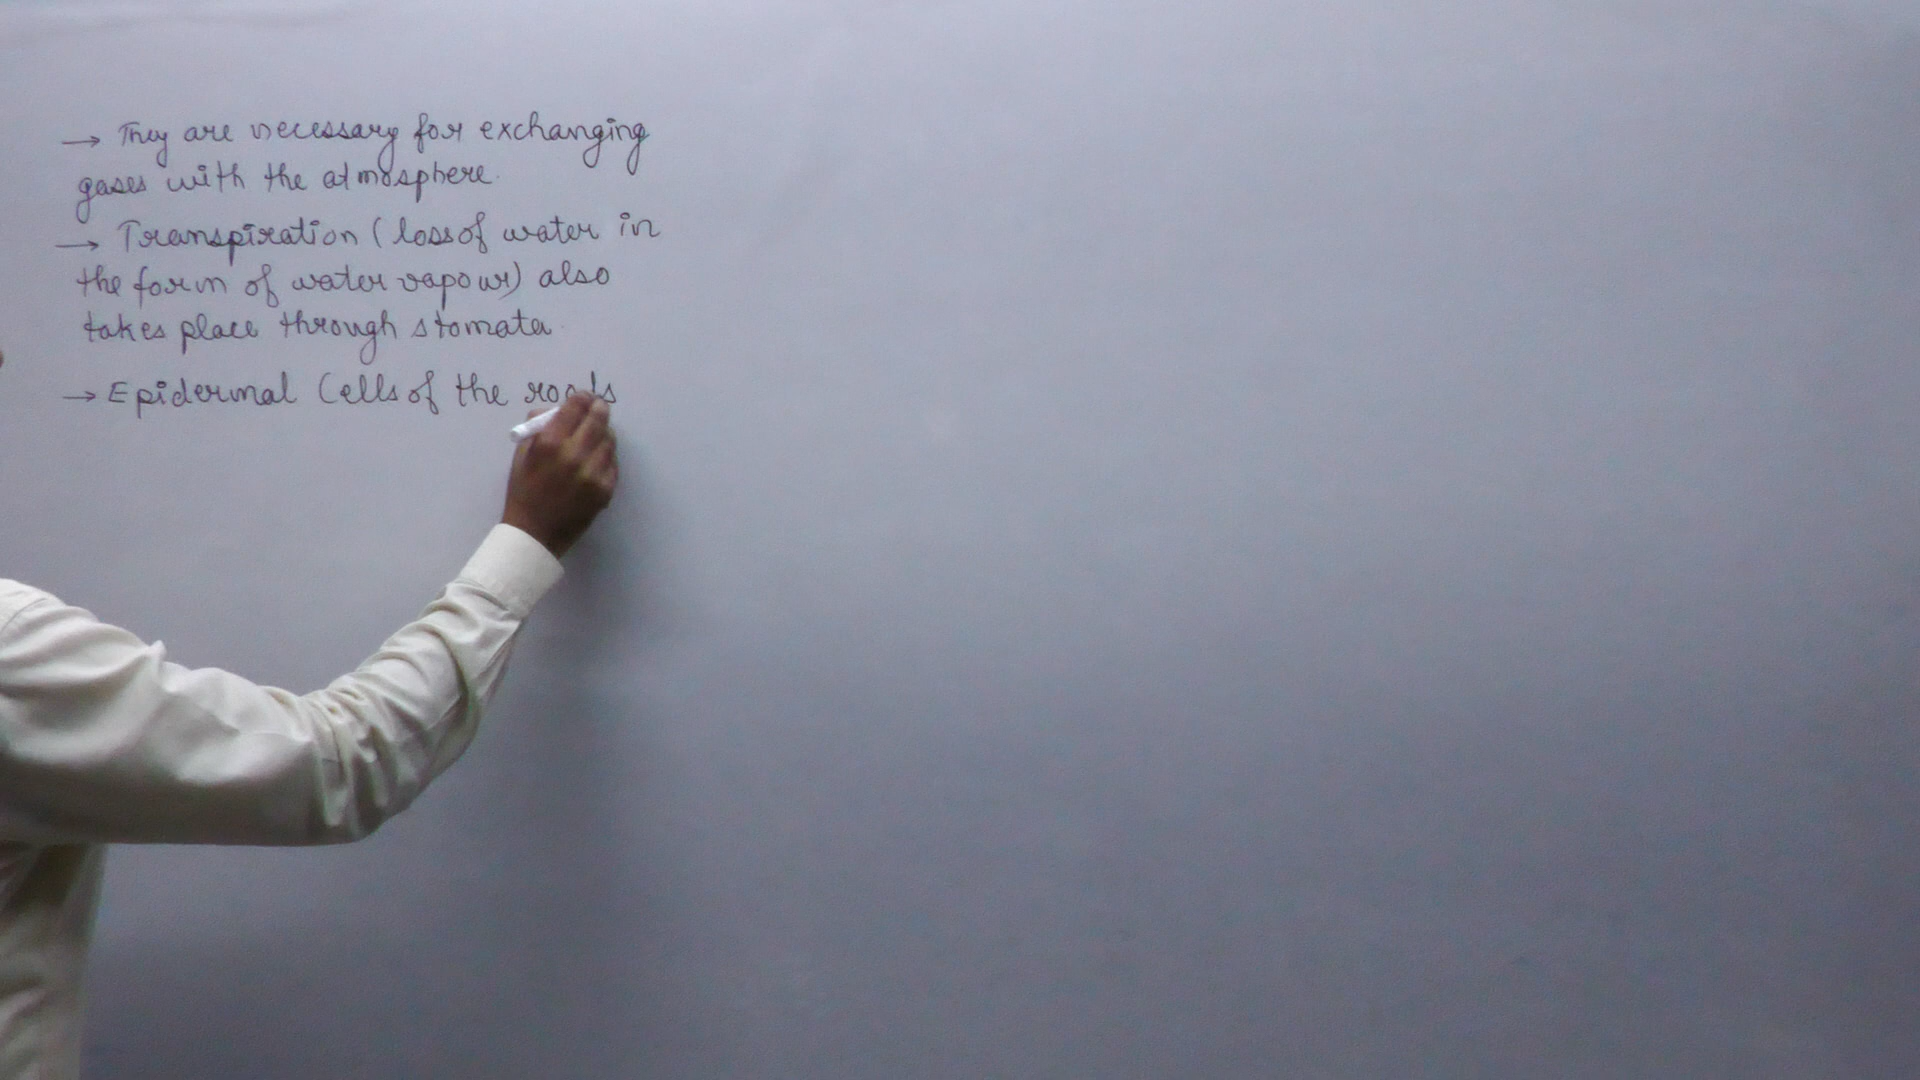 → They are necessary for exchanging
gases with the atmosphere.
→ Transpiration (loss of water in
the form of water vapour) also
takes place through stomata.
→ Epidermal Cells of the